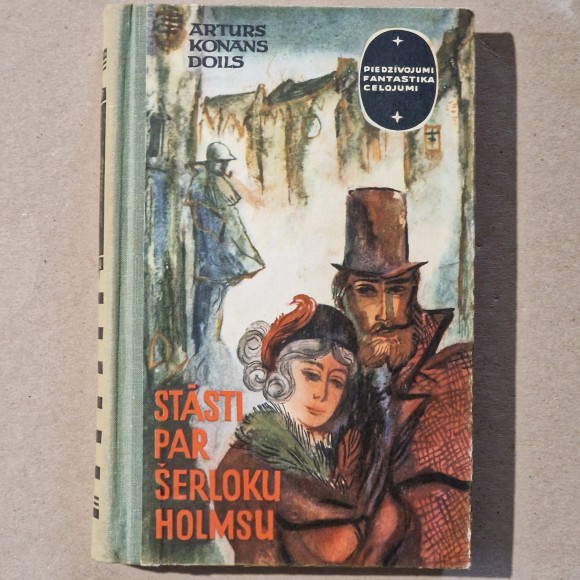 ARTURS
KONANS
DOILS
PIEDZĪVOJUMI
FANTASTIKA
CEĻOJUMI
STĀSTI
PAR
ŠERLOKU
HOLMSU